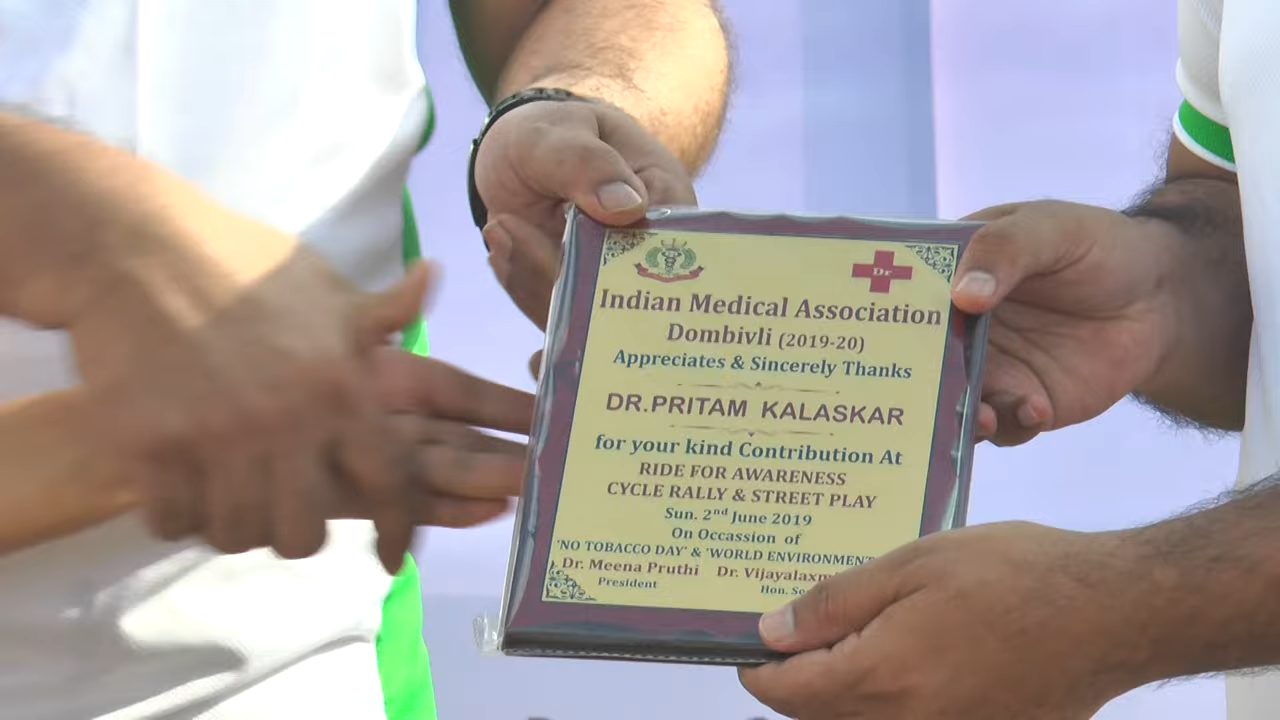 Dr
Indian Medical Association
Dombivli (2019-20)
Appreciates & Sincerely Thanks
DR.PRITAM KALASKAR
for your kind Contribution At
RIDE FOR AWARENESS
CYCLE RALLY & STREET PLAY
Sun. 2nd June 2019
On Occassion of
'NO TOBACCO DAY' & 'WORLD ENVIRONMENT
Dr. Meena Pruthi Dr.
President Hon.